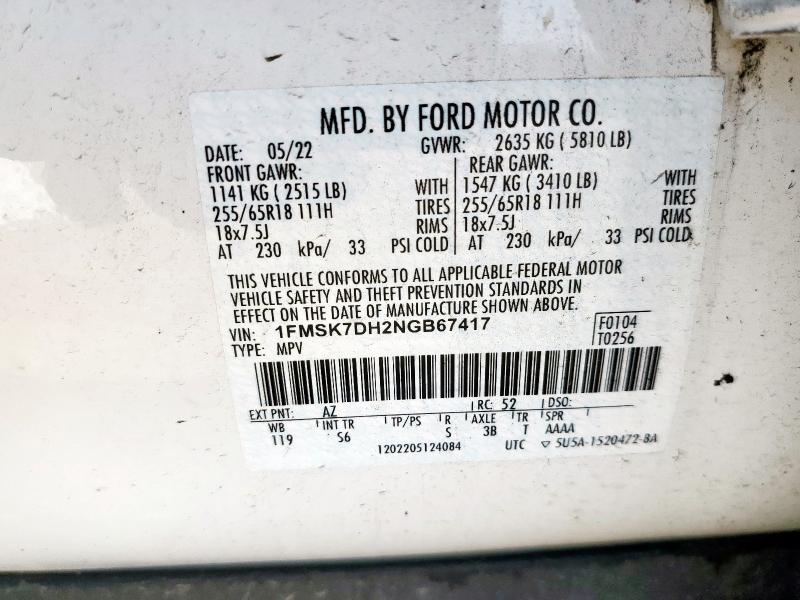 MFD. BY FORD MOTOR CO.
DATE: 05/22 GVWR: 2635 KG ( 5810 LB)
FRONT GAWR: REAR GAWR:
1141 KG ( 2515 LB) WITH 1547 KG ( 3410 LB) WITH
255/65R18 111H TIRES 255/65R18 111H TIRES
18x7.5J RIMS 18x7.5J RIMS
AT 230 kPa/ 33 PSI COLD AT 230 kPa/ 33 PSI COLD
THIS VEHICLE CONFORMS TO ALL APPLICABLE FEDERAL MOTOR
VEHICLE SAFETY AND THEFT PREVENTION STANDARDS IN
EFFECT ON THE DATE OF MANUFACTURE SHOWN ABOVE.
VIN: 1FMSK7DH2NGB67417 F0104
TYPE: MPV T0256
EXT PNT: AZ RC: 52 DSO:
WB INT TR TP/PS R AXLE TR SPR
119 S6 S 3B T AAAA
1202205124084 UTC ▽ 5U5A-1520472-BA